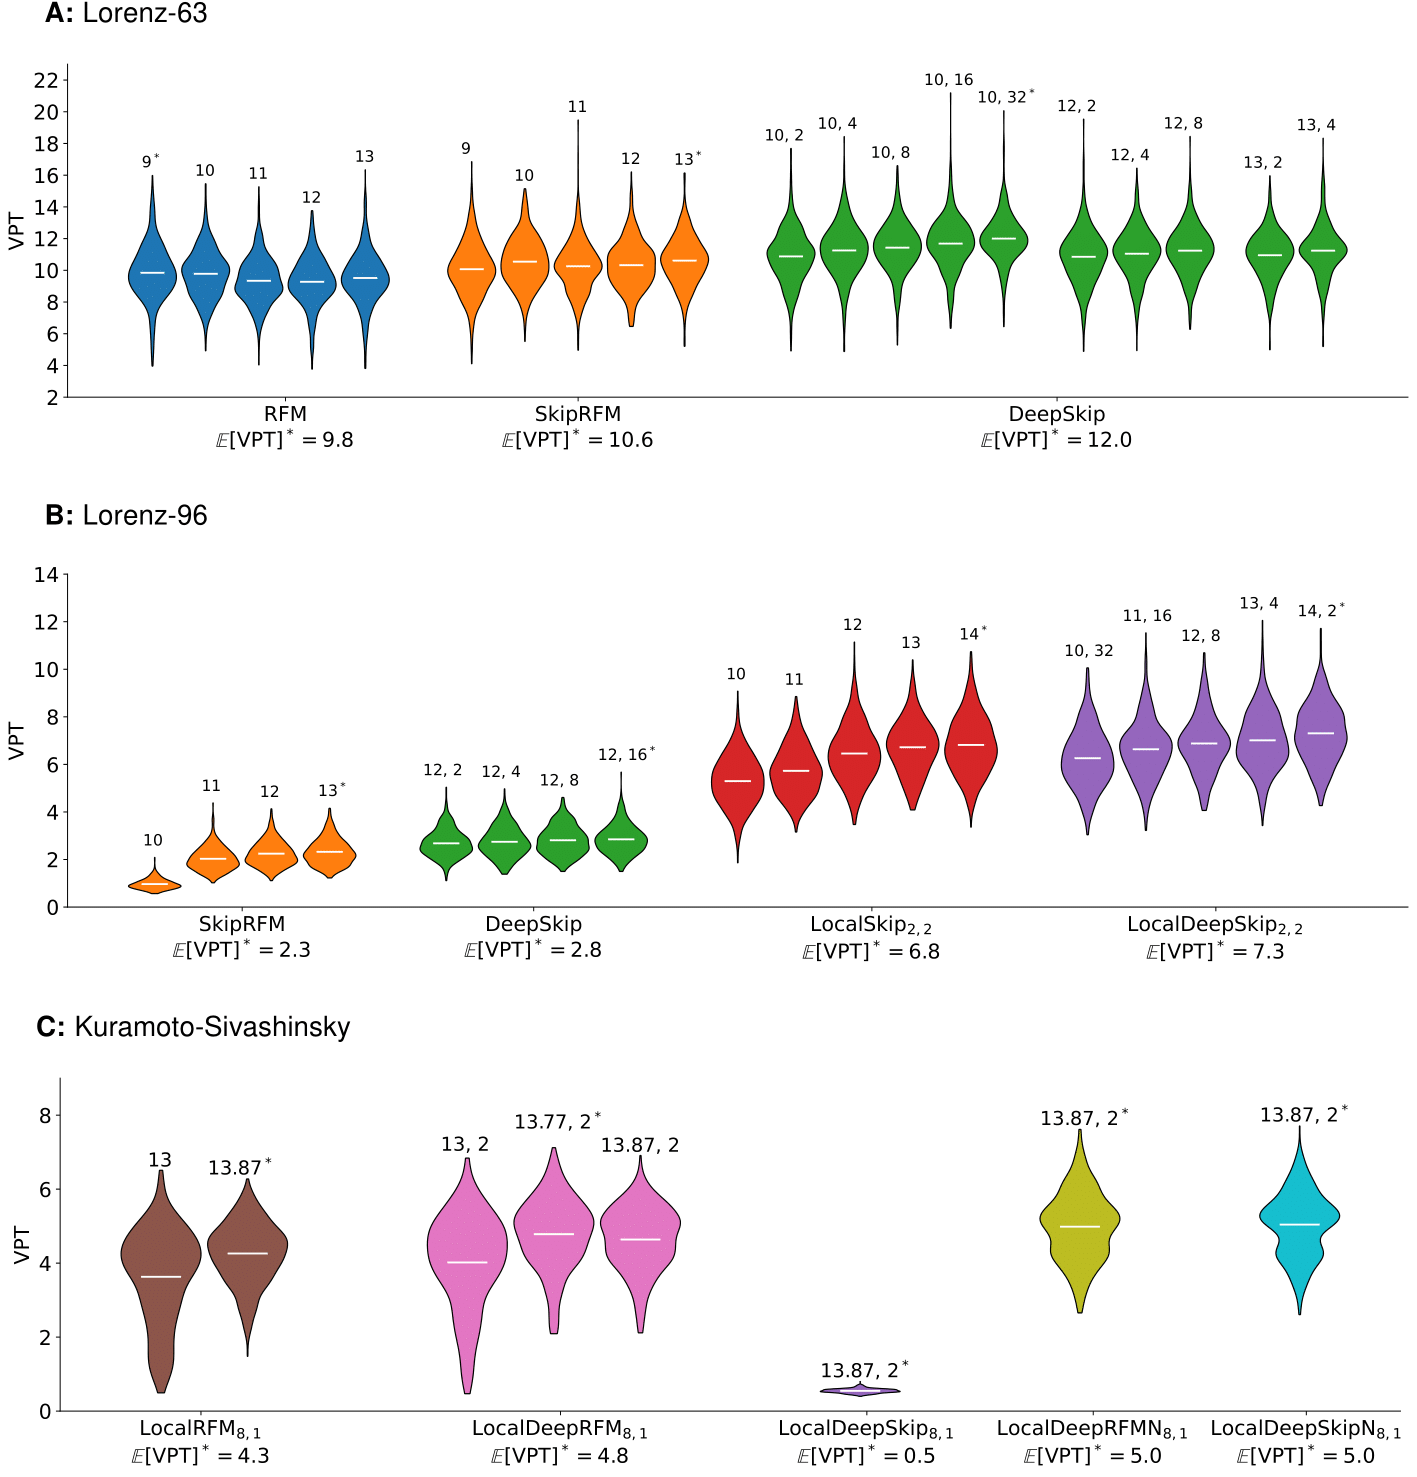 A: Lorenz-63
VPT
22
20
18
16
14
12
10
8
6
4
2
9*
10
11
12
13
9
10
11
12
13*
10, 2
10, 4
10, 8
10, 16
10, 32*
12, 2
12, 4
12, 8
13, 2
13, 4
RFM
𝔼[VPT]* = 9.8
SkipRFM
𝔼[VPT]* = 10.6
DeepSkip
𝔼[VPT]* = 12.0
B: Lorenz-96
VPT
14
12
10
8
6
4
2
0
10
11
12
13*
12, 2
12, 4
12, 8
12, 16*
10
11
12
13
14*
10, 32
11, 16
12, 8
13, 4
14, 2*
SkipRFM
𝔼[VPT]* = 2.3
DeepSkip
𝔼[VPT]* = 2.8
LocalSkip2, 2
𝔼[VPT]* = 6.8
LocalDeepSkip2, 2
𝔼[VPT]* = 7.3
C: Kuramoto-Sivashinsky
VPT
8
6
4
2
0
13
13.87*
13, 2
13.77, 2*
13.87, 2
13.87, 2*
13.87, 2*
13.87, 2*
LocalRFM8, 1
𝔼[VPT]* = 4.3
LocalDeepRFM8, 1
𝔼[VPT]* = 4.8
LocalDeepSkip8, 1
𝔼[VPT]* = 0.5
LocalDeepRFMN8, 1
𝔼[VPT]* = 5.0
LocalDeepSkipN8, 1
𝔼[VPT]* = 5.0